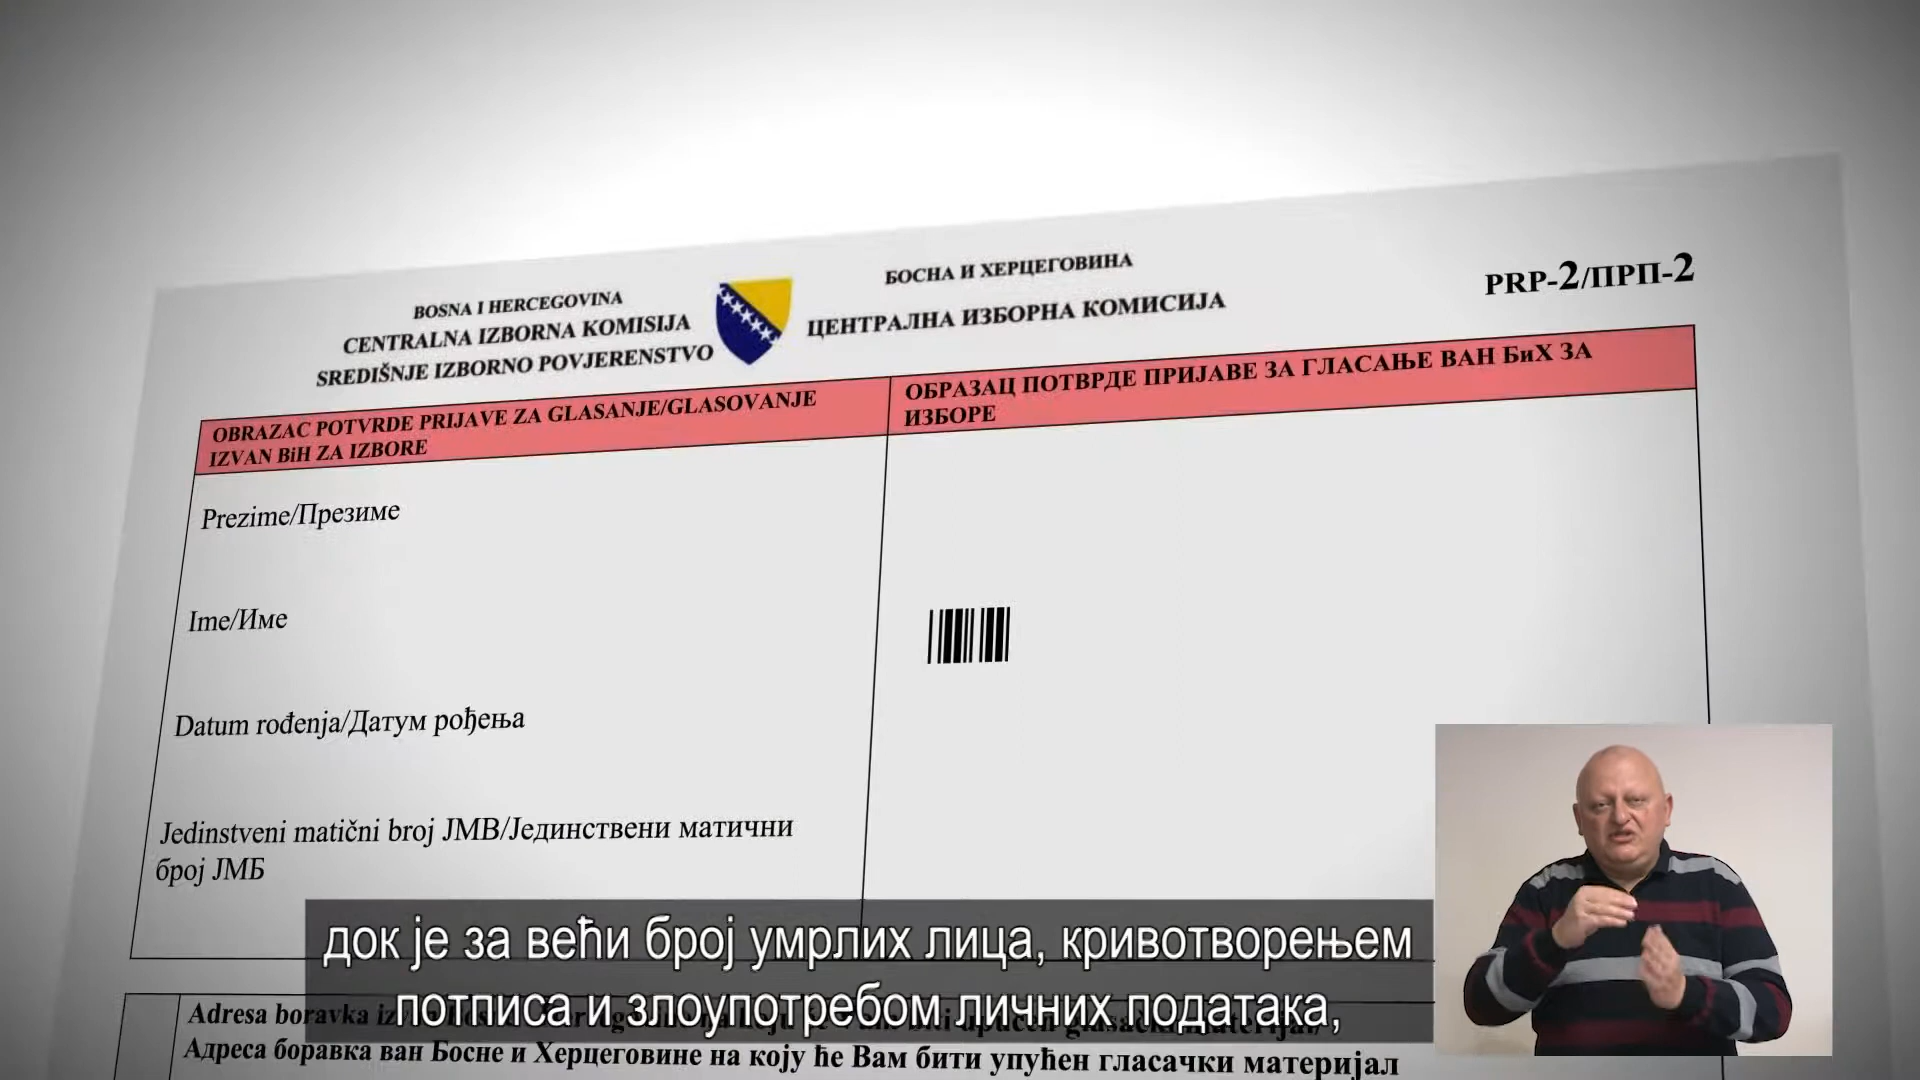 BOSNA I HERCEGOVINA
CENTRALNA IZBORNA KOMISIJA
SREDIŠNJE IZBORNO POVJERENSTVO
БОСНА И ХЕРЦЕГОВИНА
ЦЕНТРАЛНА ИЗБОРНА КОМИСИЈА
PRP-2/ПРП-2
OBRAZAC POTVRDE PRIJAVE ZA GLASANJE/GLASOVANJE
IZVAN BiH ZA IZBORE
ОБРАЗАЦ ПОТВРДЕ ПРИЈАВЕ ЗА ГЛАСАЊЕ ВАН БиХ ЗА
ИЗБОРЕ
Prezime/Презиме
Ime/Име
Datum rođenja/Датум рођења
Jedinstveni matični broj JMB/Јединствени матични
број ЈМБ
док је за већи број умрлих лица, кривотворењем
потписа и злоупотребом личних података,
Adresa boravka
Адреса боравка ван Босне и Херцеговине на коју ће Вам бити упућен гласачки материјал